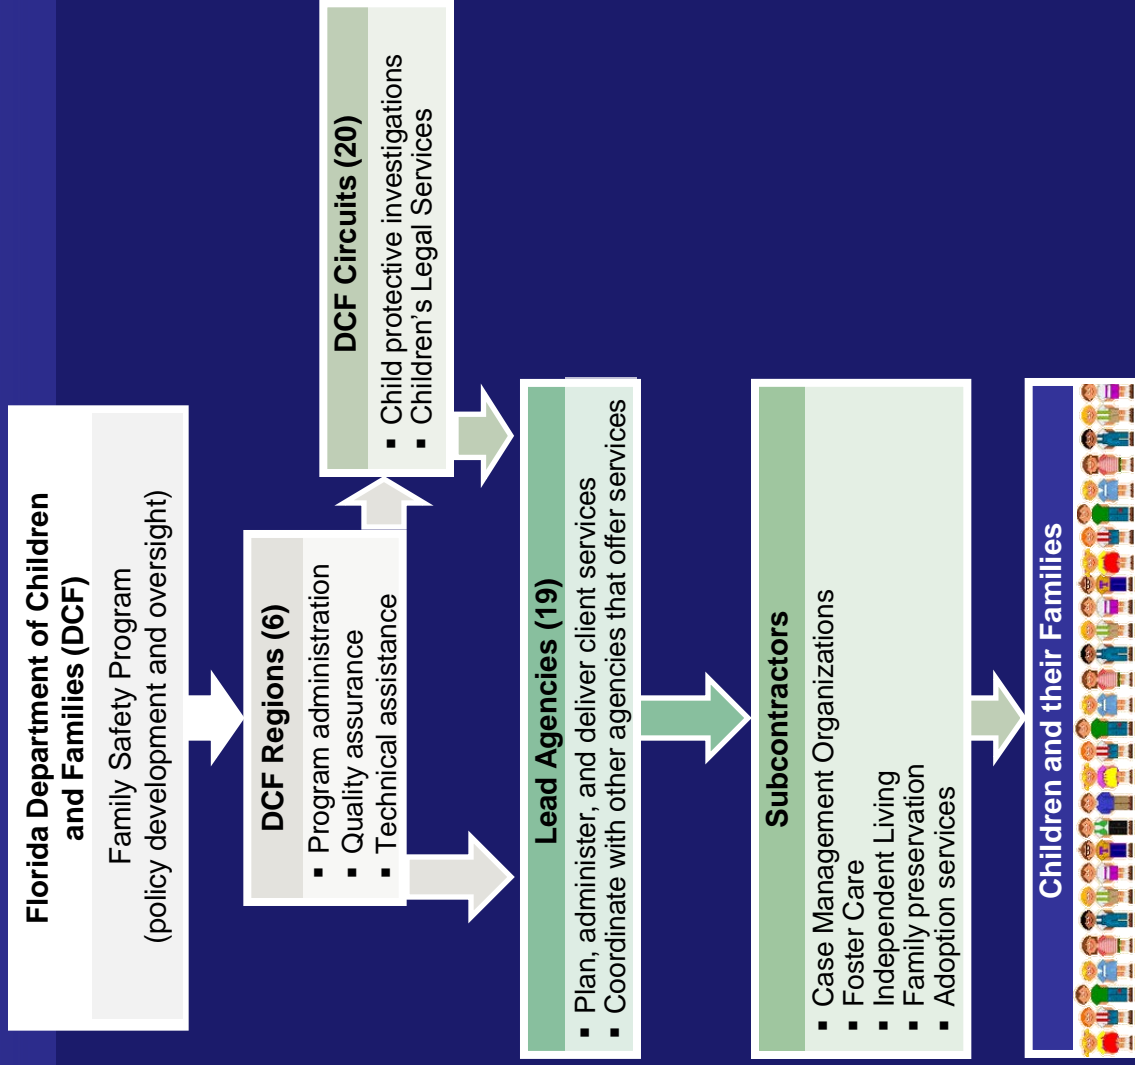 Florida Department of Children
and Families (DCF)
Family Safety Program
(policy development and oversight)
DCF Regions (6)
▪ Program administration
▪ Quality assurance
▪ Technical assistance
DCF Circuits (20)
▪ Child protective investigations
▪ Children’s Legal Services
Lead Agencies (19)
▪ Plan, administer, and deliver client services
▪ Coordinate with other agencies that offer services
Subcontractors
▪ Case Management Organizations
▪ Foster Care
▪ Independent Living
▪ Family preservation
▪ Adoption services
Children and their Families